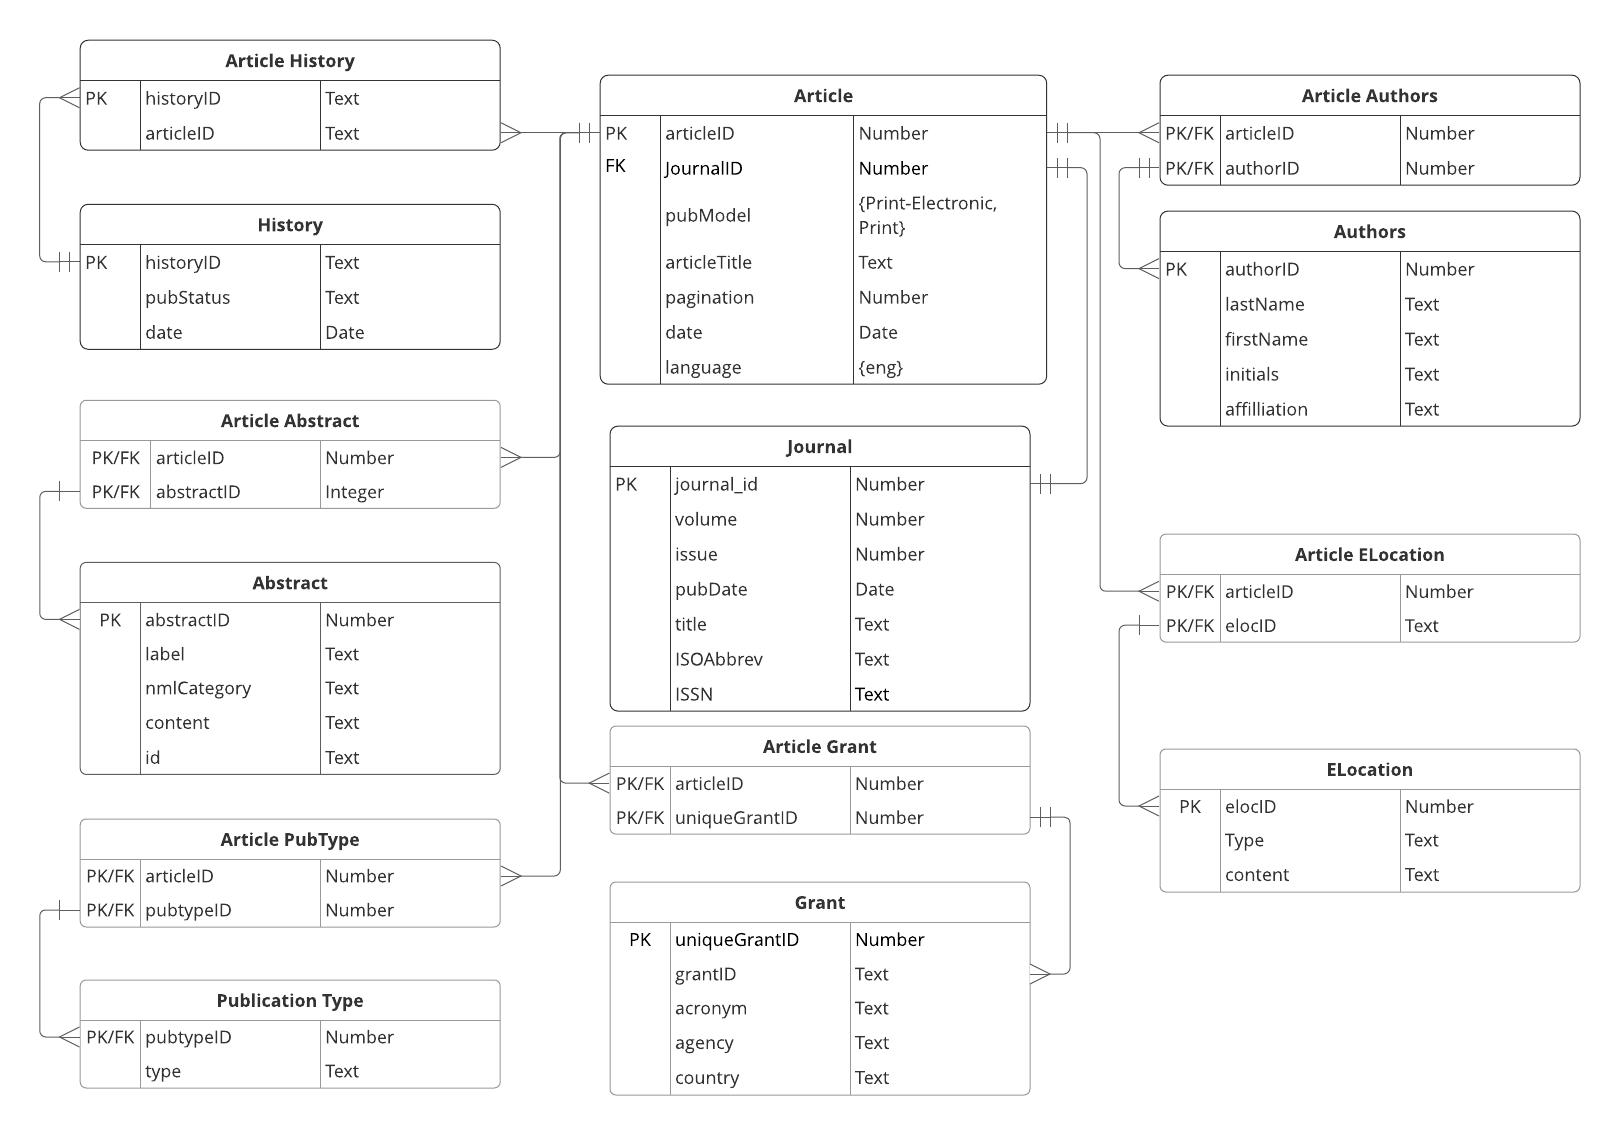 Article History
PK historyID Text
articleID Text
History
PK historyID Text
pubStatus Text
date Date
Article Abstract
PK/FK articleID Number
PK/FK abstractID Integer
Abstract
PK abstractID Number
label Text
nmlCategory Text
content Text
id Text
Article PubType
PK/FK articleID Number
PK/FK pubtypeID Number
Publication Type
PK/FK pubtypeID Number
type Text
Article
PK articleID Number
FK JournalID Number
pubModel {Print-Electronic,
Print}
articleTitle Text
pagination Number
date Date
language {eng}
Journal
PK journal_id Number
volume Number
issue Number
pubDate Date
title Text
ISOAbbrev Text
ISSN Text
Article Grant
PK/FK articleID Number
PK/FK uniqueGrantID Number
Grant
PK uniqueGrantID Number
grantID Text
acronym Text
agency Text
country Text
Article Authors
PK/FK articleID Number
PK/FK authorID Number
Authors
PK authorID Number
lastName Text
firstName Text
initials Text
affilliation Text
Article ELocation
PK/FK articleID Number
PK/FK elocID Text
ELocation
PK elocID Number
Type Text
content Text